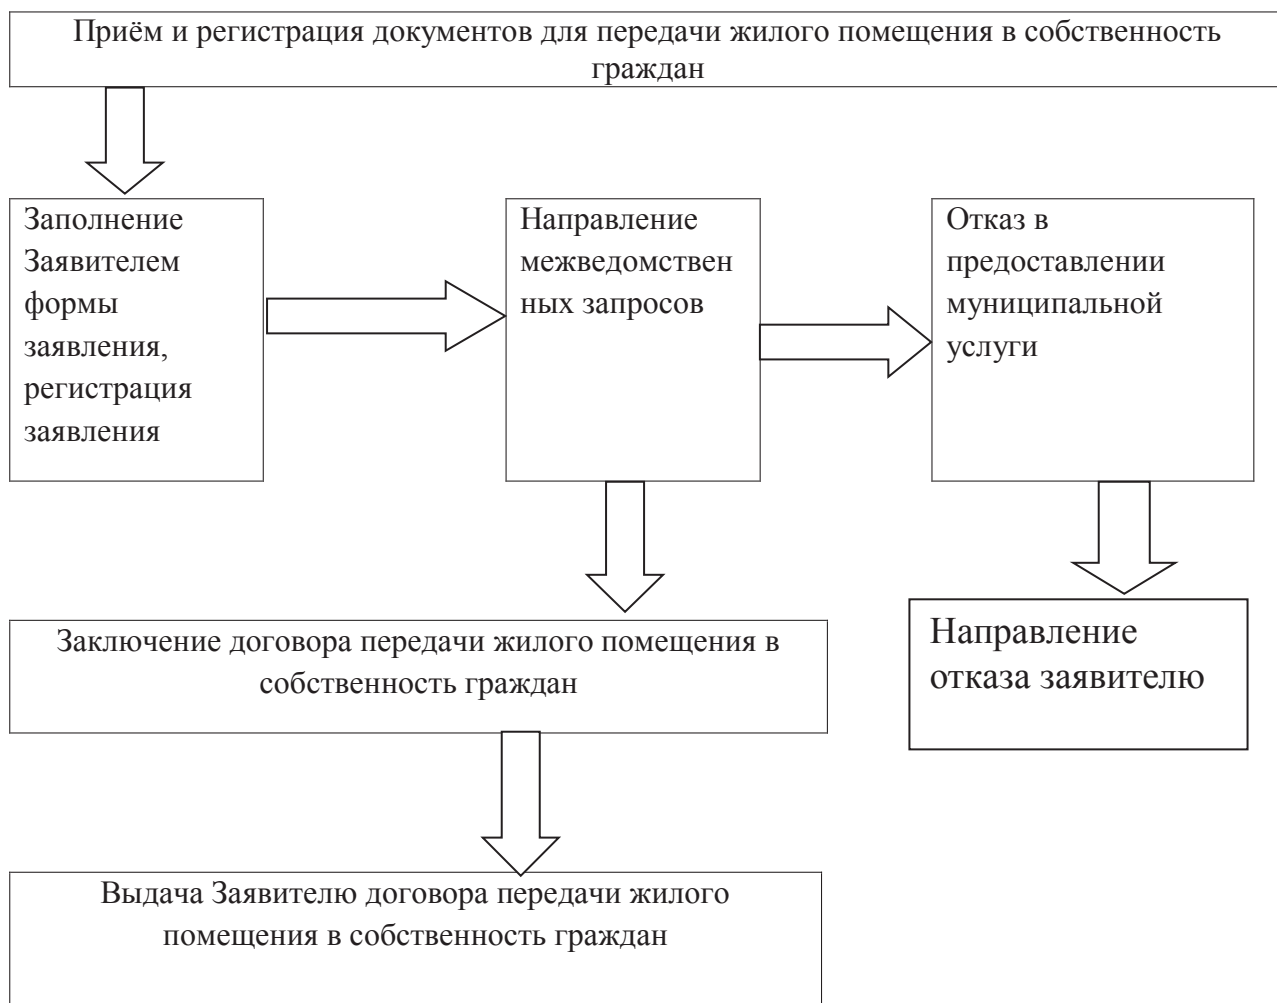 Приём и регистрация документов для передачи жилого помещения в собственность
граждан
Заполнение
Заявителем
формы
заявления,
регистрация
заявления
Направление
межведомствен
ных запросов
Отказ в
предоставлении
муниципальной
услуги
Заключение договора передачи жилого помещения в
собственность граждан
Направление
отказа заявителю
Выдача Заявителю договора передачи жилого
помещения в собственность граждан